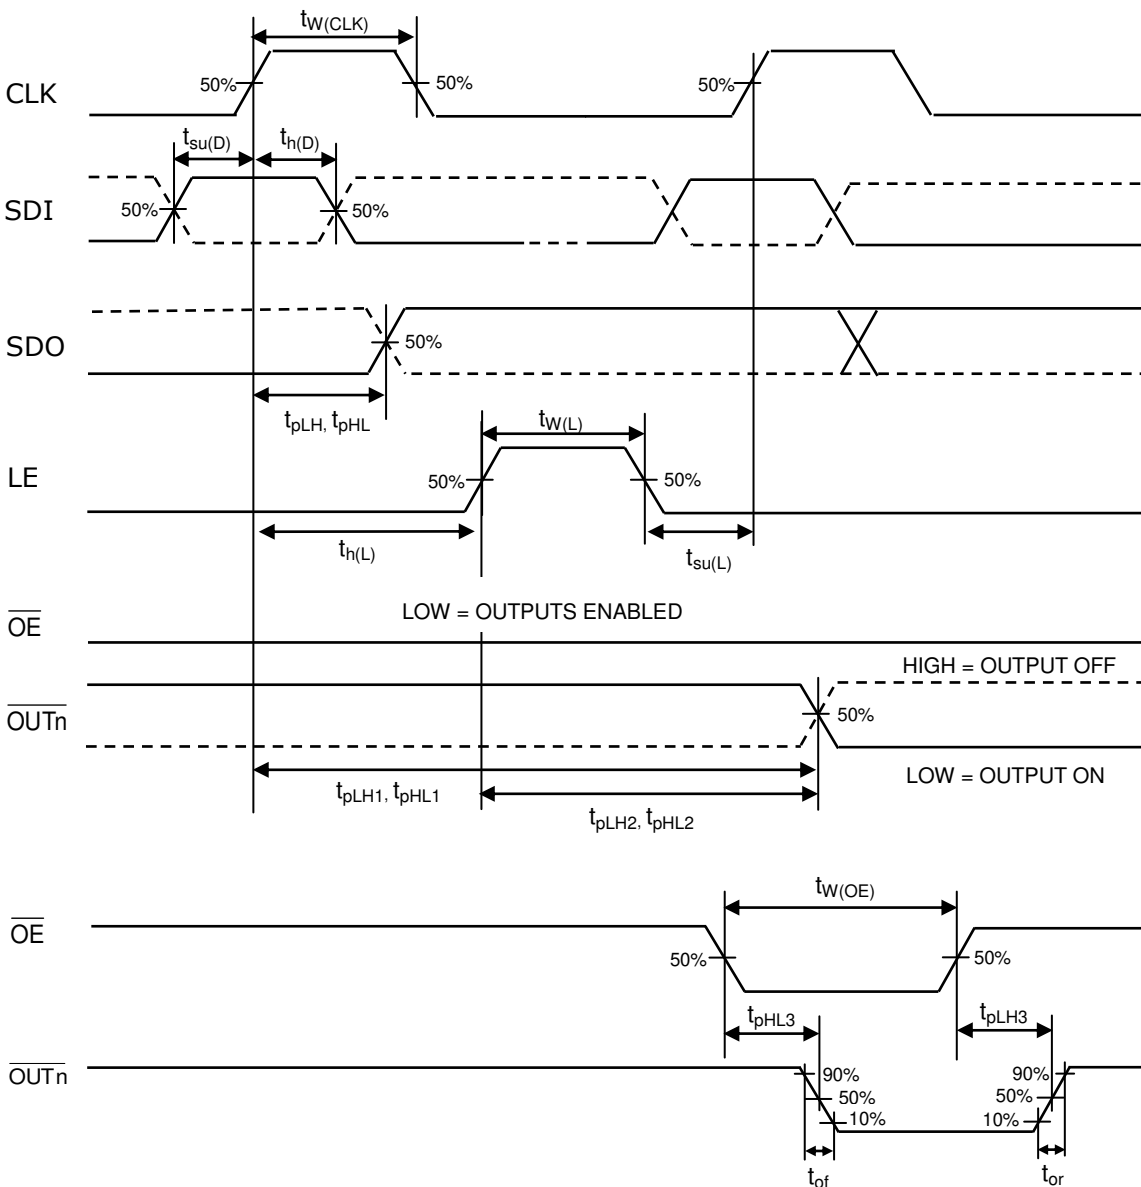 tW(CLK)
CLK
50%
50%
50%
tsu(D)
th(D)
SDI
50%
50%
SDO
50%
tpLH, tpHL
tW(L)
LE
50%
50%
th(L)
tsu(L)
OE
LOW = OUTPUTS ENABLED
HIGH = OUTPUT OFF
OUTn
50%
LOW = OUTPUT ON
tpLH1, tpHL1
tpLH2, tpHL2
tW(OE)
OE
50%
50%
tpHL3
tpLH3
OUTn
90%
50%
10%
90%
50%
10%
tof
tor